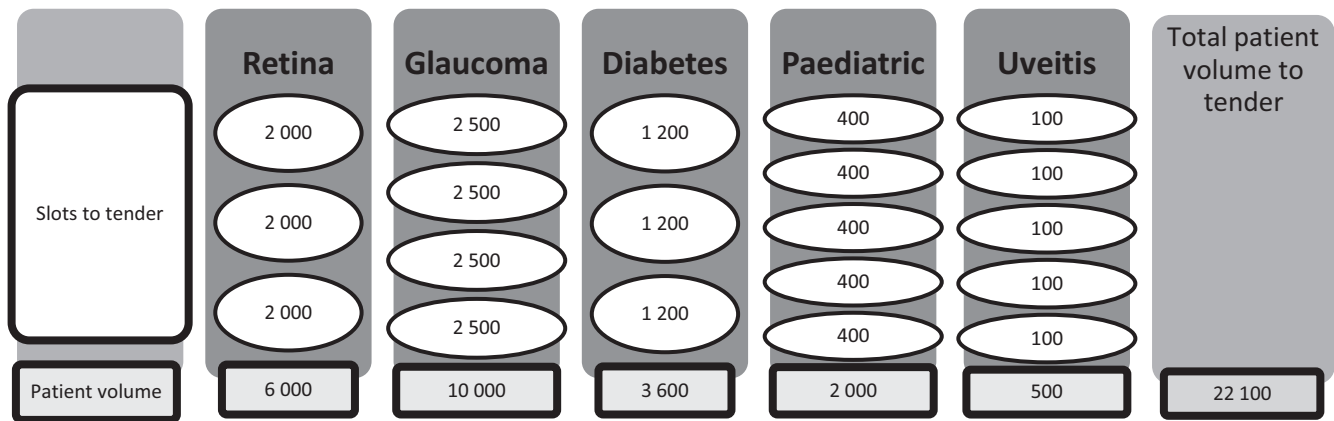 Retina
Glaucoma
Diabetes
Paediatric
Uveitis
Total patient
volume to
tender
Slots to tender
2 000
2 000
2 000
2 500
2 500
2 500
2 500
1 200
1 200
1 200
400
400
400
400
400
100
100
100
100
100
Patient volume
6 000
10 000
3 600
2 000
500
22 100